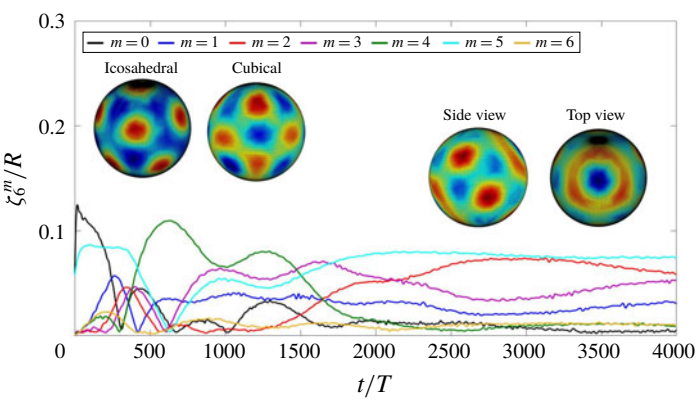 0.3
m = 0 m = 1 m = 2 m = 3 m = 4 m = 5 m = 6
Icosahedral Cubical
Side view Top view
0.2
ζ₆ᵐ/R
0.1
0 500 1000 1500 2000 2500 3000 3500 4000
t/T